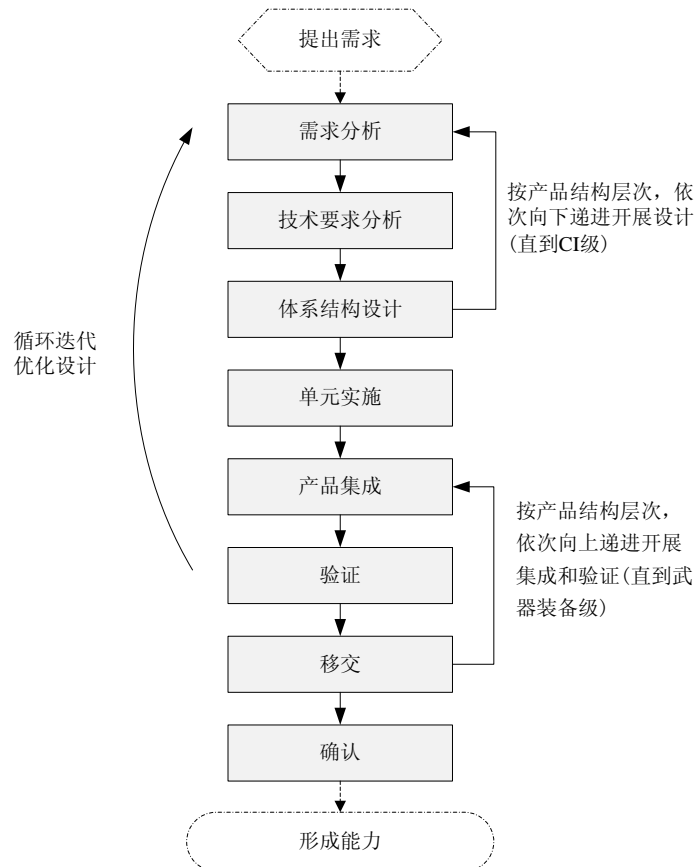 提出需求
需求分析
按产品结构层次，依
次向下递进开展设计
(直到CI级)
技术要求分析
体系结构设计
循环迭代
优化设计
单元实施
产品集成
按产品结构层次，
依次向上递进开展
集成和验证(直到武
器装备级)
验证
移交
确认
形成能力